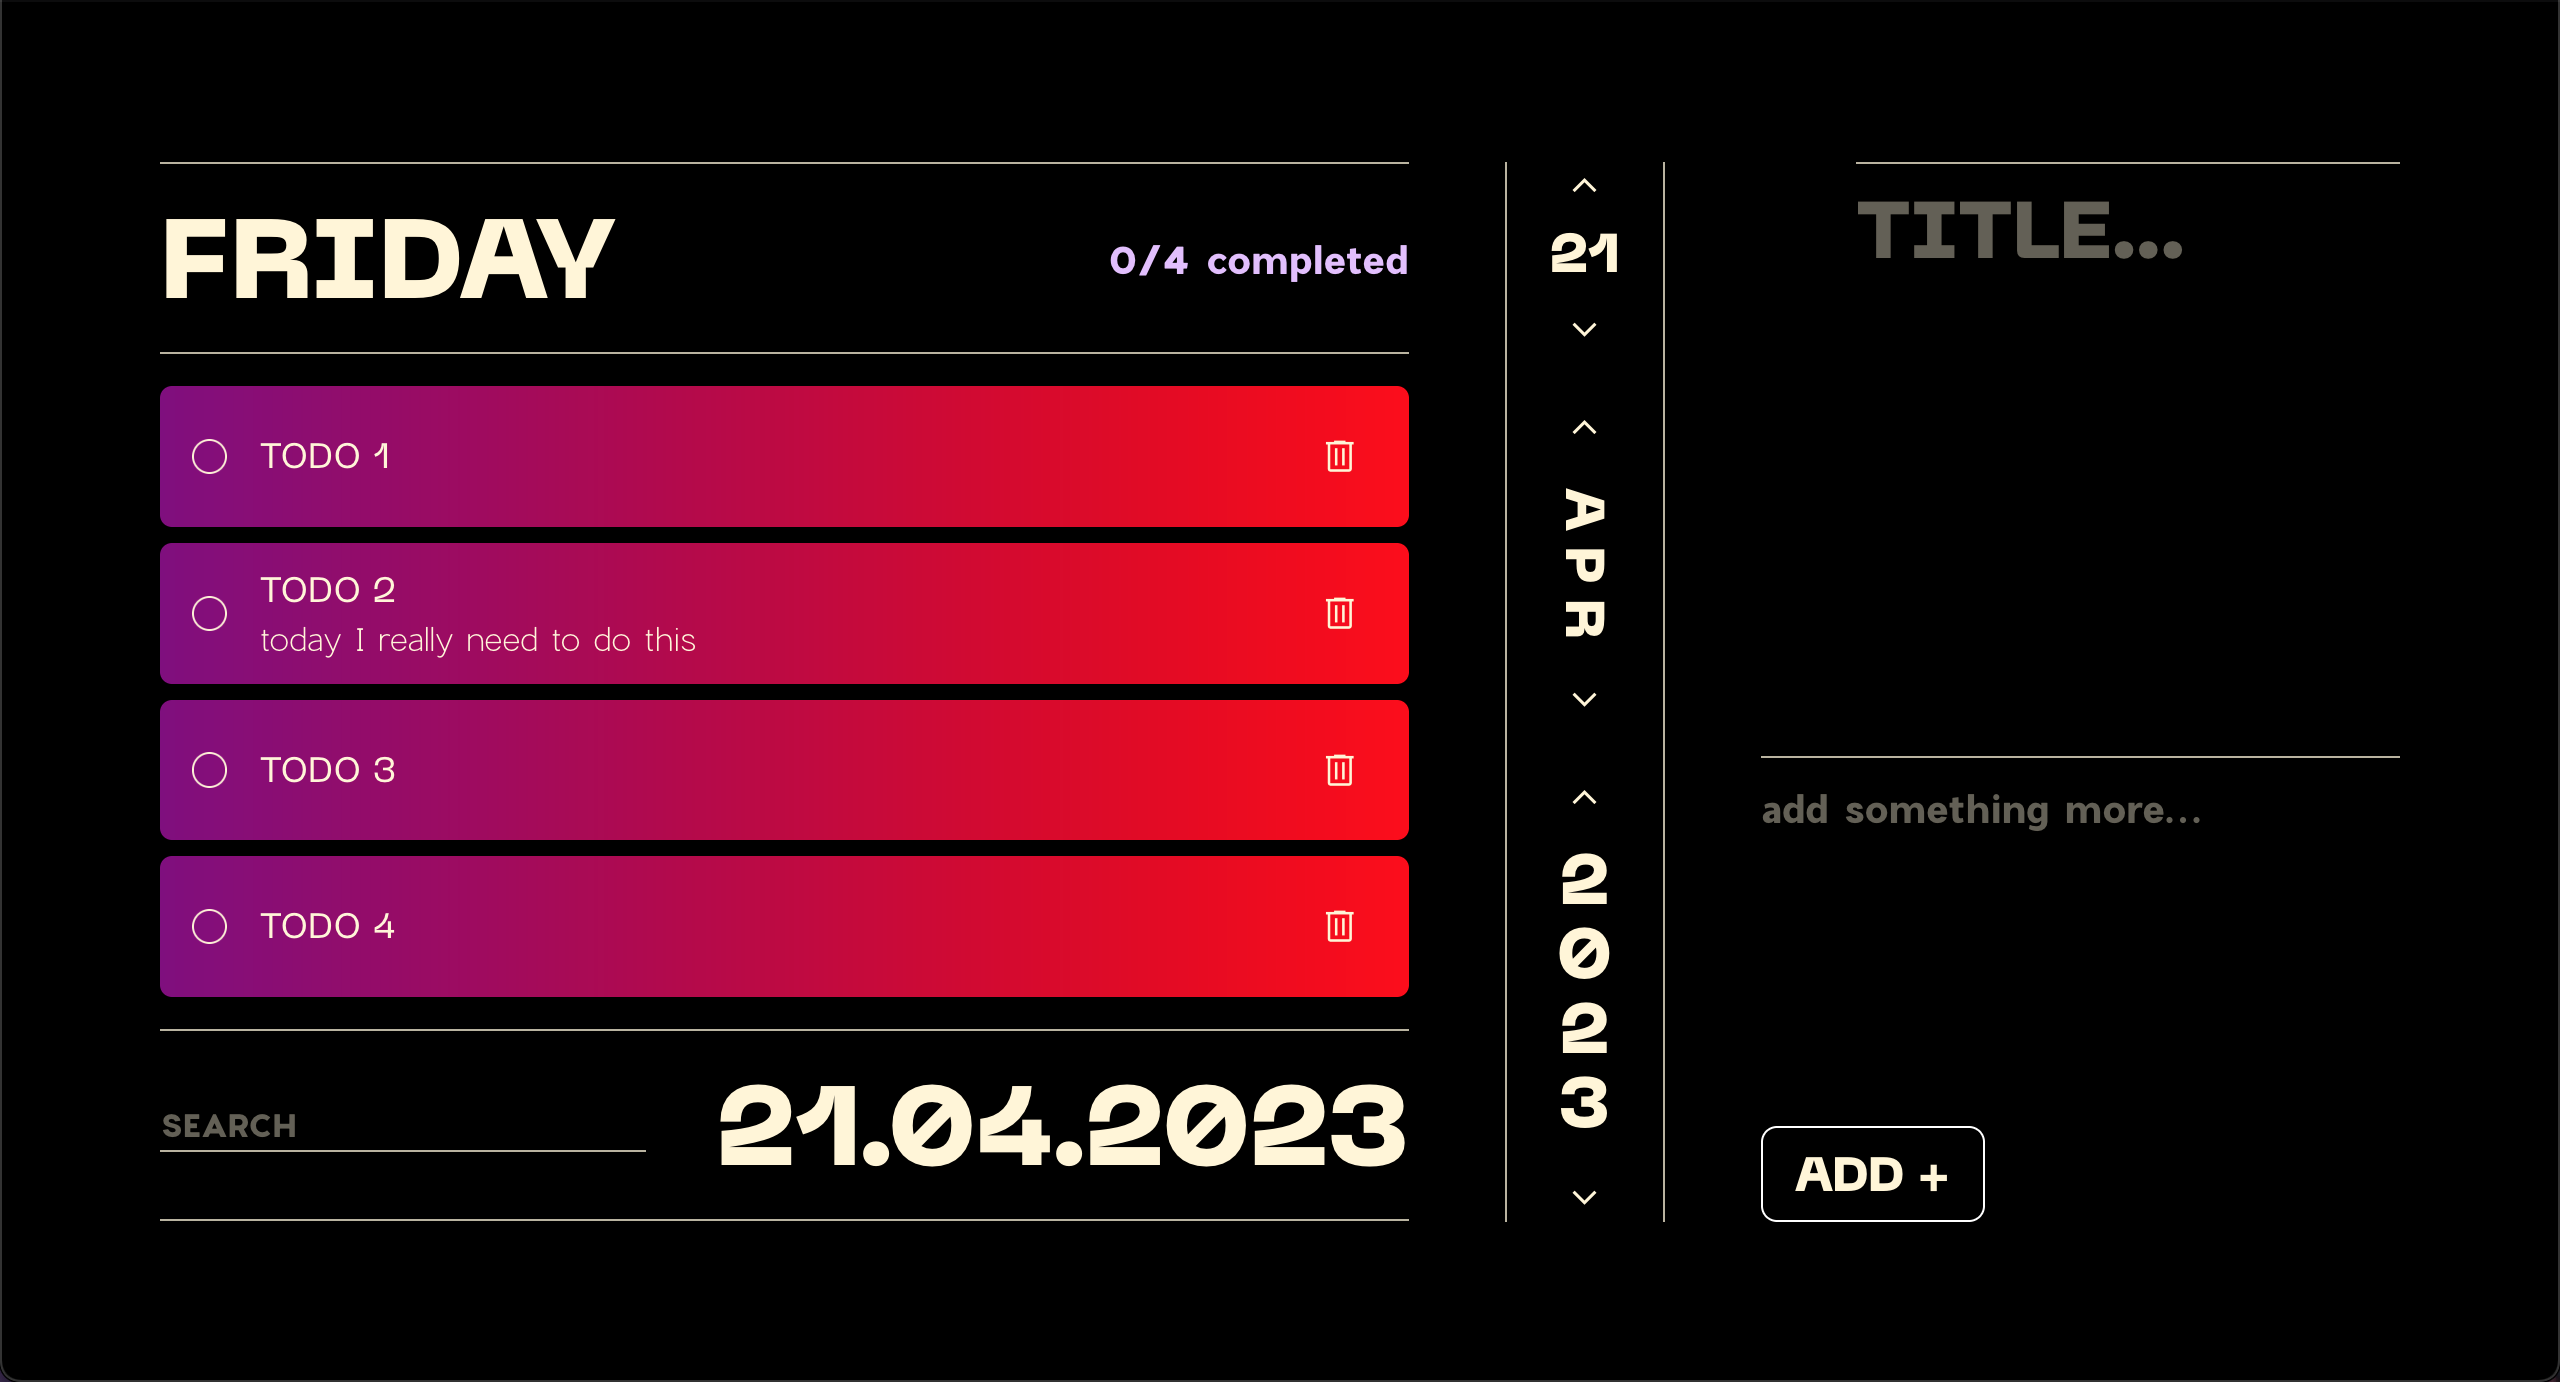 FRIDAY
0/4 completed
TODO 1
TODO 2
today I really need to do this
TODO 3
TODO 4
SEARCH
21.04.2023
21
APR
2023
TITLE...
add something more...
ADD +